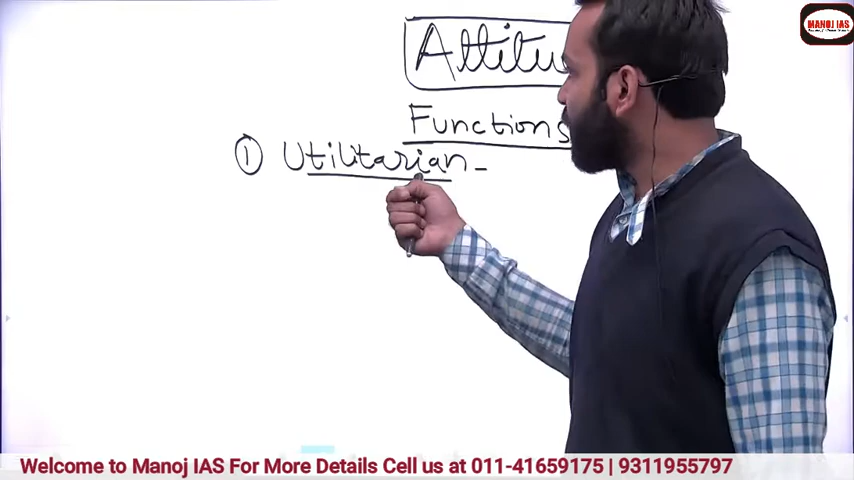 MANOJ IAS
Attitu
Functions
① Utilitarian -
Welcome to Manoj IAS For More Details Cell us at 011-41659175 | 9311955797